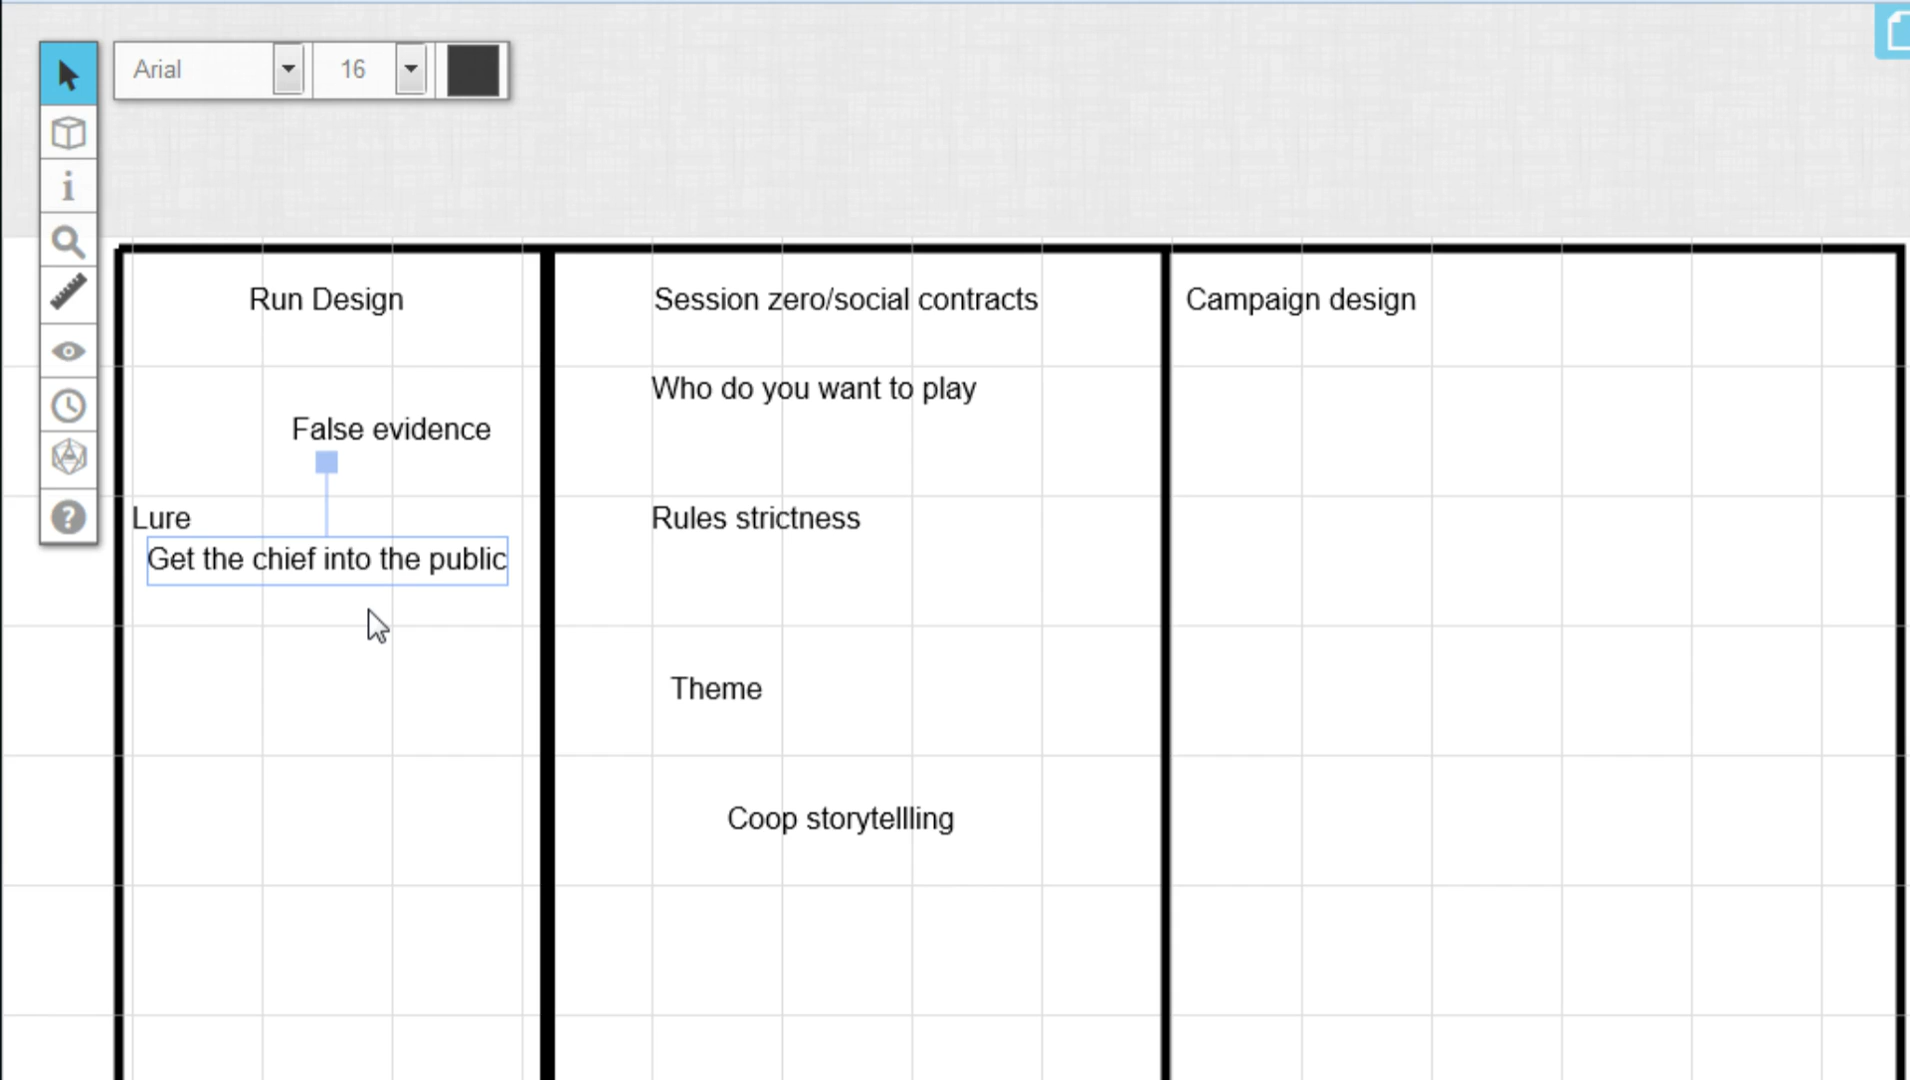 Arial
16
Run Design
Session zero/social contracts
Campaign design
Who do you want to play
False evidence
Lure
Rules strictness
Get the chief into the public
Theme
Coop storytellling